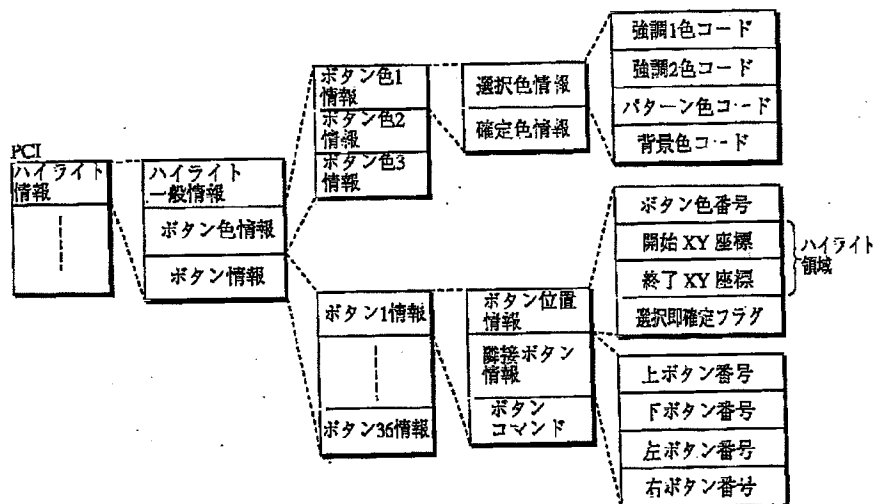 PCI
ハイライト
情報
ハイライト
一般情報
ボタン色情報
ボタン情報
ボタン色1
情報
ボタン色2
情報
ボタン色3
情報
選択色情報
確定色情報
強調1色コード
強調2色コード
パターン色コード
背景色コード
ボタン1情報
ボタン36情報
ボタン位置
情報
隣接ボタン
情報
ボタン
コマンド
ボタン色番号
開始 XY 座標
終了 XY 座標
選択即確定フラグ
ハイライト
領域
上ボタン番号
下ボタン番号
左ボタン番号
右ボタン番号